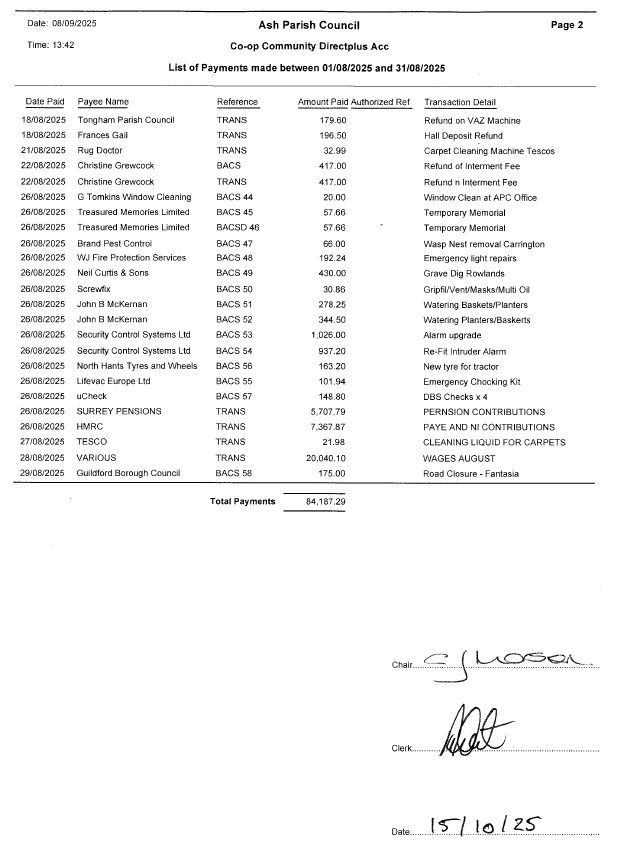 Date: 08/09/2025 Ash Parish Council Page 2
Time: 13:42 Co-op Community Directplus Acc
List of Payments made between 01/08/2025 and 31/08/2025
Date Paid Payee Name Reference Amount Paid Authorized Ref Transaction Detail
18/08/2025 Tongham Parish Council TRANS 179.60 Refund on VAZ Machine
18/08/2025 Frances Gail TRANS 196.50 Hall Deposit Refund
21/08/2025 Rug Doctor TRANS 32.99 Carpet Cleaning Machine Tescos
22/08/2025 Christine Grewcock BACS 417.00 Refund of Interment Fee
22/08/2025 Christine Grewcock TRANS 417.00 Refund n Interment Fee
26/08/2025 G Tomkins Window Cleaning BACS 44 20.00 Window Clean at APC Office
26/08/2025 Treasured Memories Limited BACS 45 57.66 Temporary Memorial
26/08/2025 Treasured Memories Limited BACSD 46 57.66 Temporary Memorial
26/08/2025 Brand Pest Control BACS 47 66.00 Wasp Nest removal Carrington
26/08/2025 WJ Fire Protection Services BACS 48 192.24 Emergency light repairs
26/08/2025 Neil Curtis & Sons BACS 49 430.00 Grave Dig Rowlands
26/08/2025 Screwfix BACS 50 30.86 Gripfil/Vent/Masks/Multi Oil
26/08/2025 John B McKernan BACS 51 278.25 Watering Baskets/Planters
26/08/2025 John B McKernan BACS 52 344.50 Watering Planters/Baskerts
26/08/2025 Security Control Systems Ltd BACS 53 1,026.00 Alarm upgrade
26/08/2025 Security Control Systems Ltd BACS 54 937.20 Re-Fit Intruder Alarm
26/08/2025 North Hants Tyres and Wheels BACS 56 163.20 New tyre for tractor
26/08/2025 Lifevac Europe Ltd BACS 55 101.94 Emergency Chocking Kit
26/08/2025 uCheck BACS 57 148.80 DBS Checks x 4
26/08/2025 SURREY PENSIONS TRANS 5,707.79 PERNSION CONTRIBUTIONS
26/08/2025 HMRC TRANS 7,367.87 PAYE AND NI CONTRIBUTIONS
27/08/2025 TESCO TRANS 21.98 CLEANING LIQUID FOR CARPETS
28/08/2025 VARIOUS TRANS 20,040.10 WAGES AUGUST
29/08/2025 Guildford Borough Council BACS 58 175.00 Road Closure - Fantasia
Total Payments 84,187.29
Chair
Clerk
Date 15/10/25